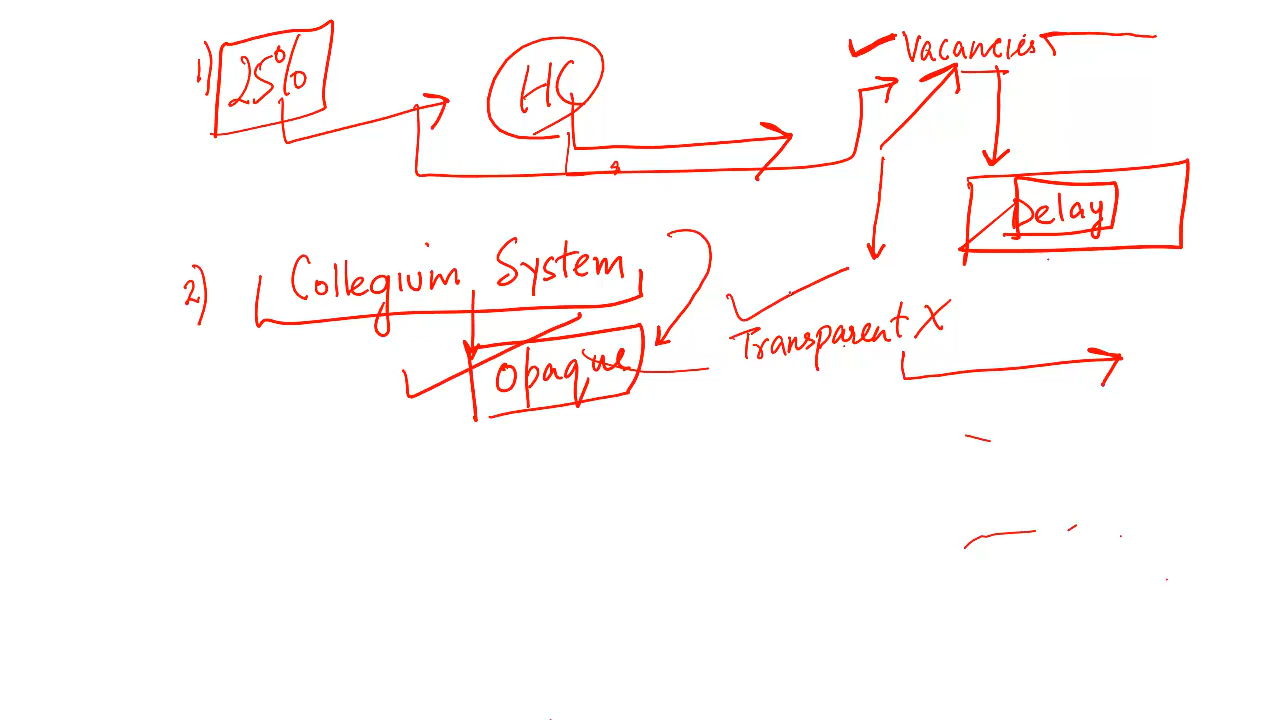 1) 25% HC ✓ Vacancies
Delay
2) Collegium System
Transparent X
Opaque